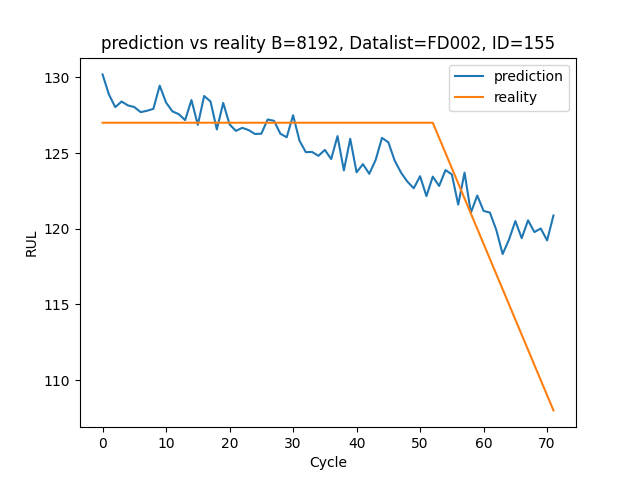 prediction vs reality B=8192, Datalist=FD002, ID=155
prediction
reality
RUL
130
125
120
115
110
0 10 20 30 40 50 60 70
Cycle